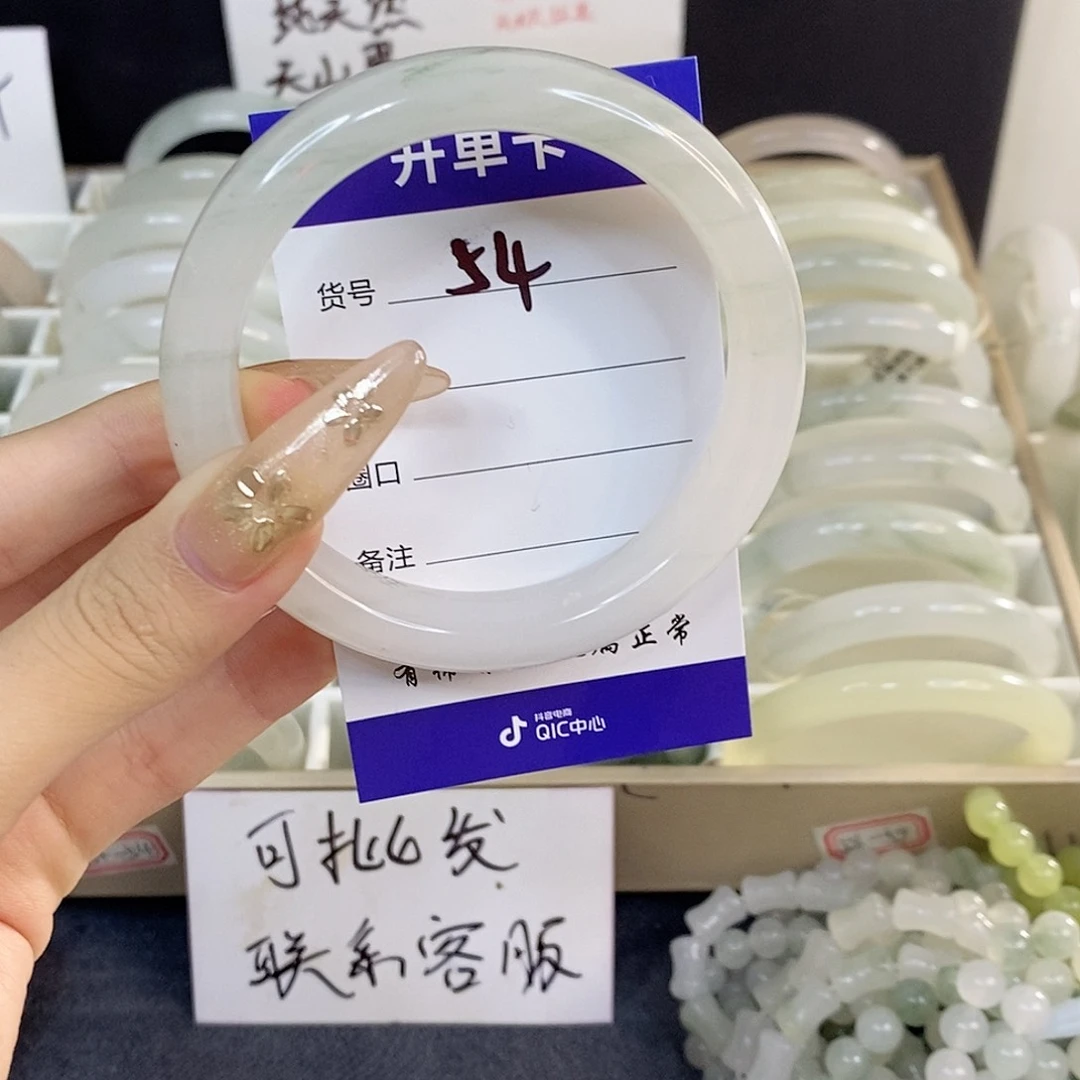 纯天然
天山翠
开单卡
货号 54
圈口
备注
正常
抖音电商
QIC中心
可批发
联系客服